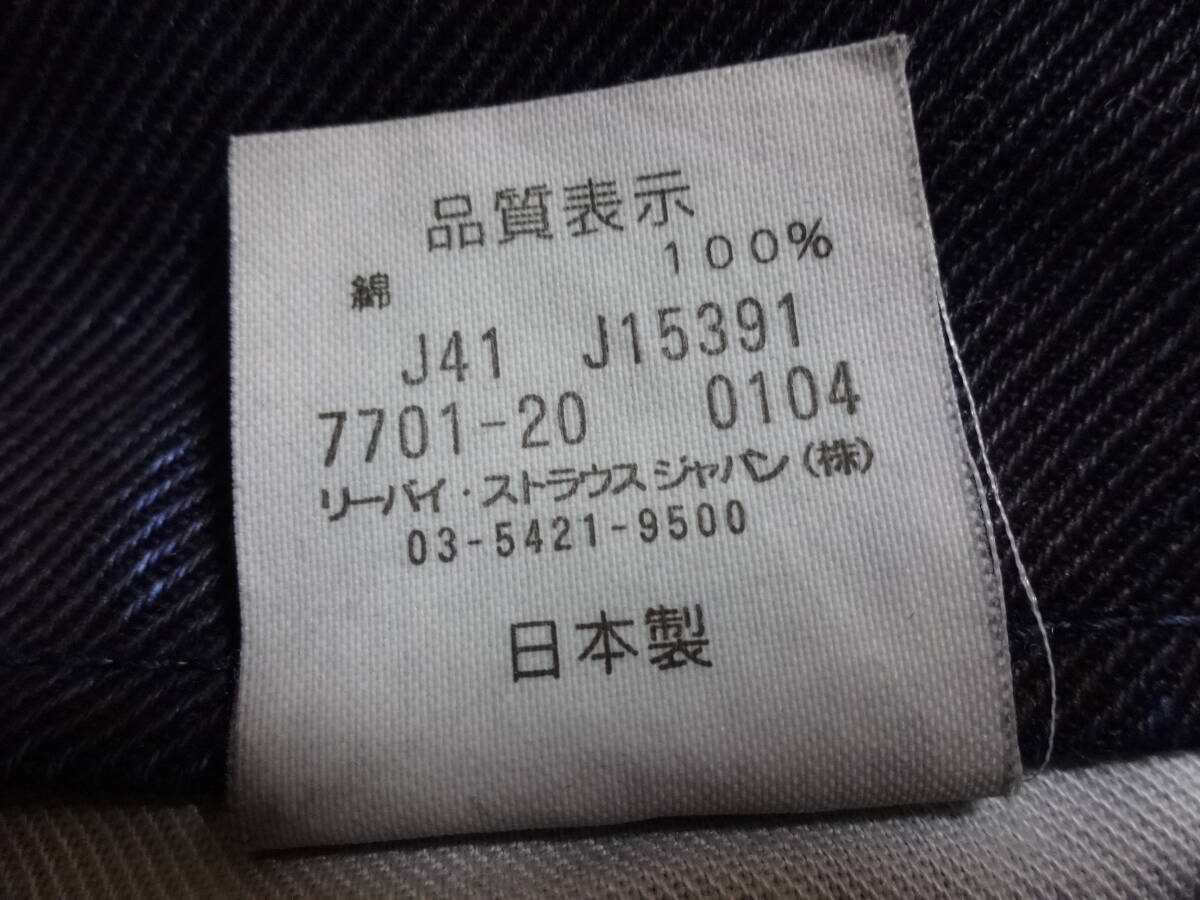 品質表示
綿 100%
J41 J15391
7701-20 0104
リーバイ・ストラウス ジャパン(株)
03-5421-9500
日本製